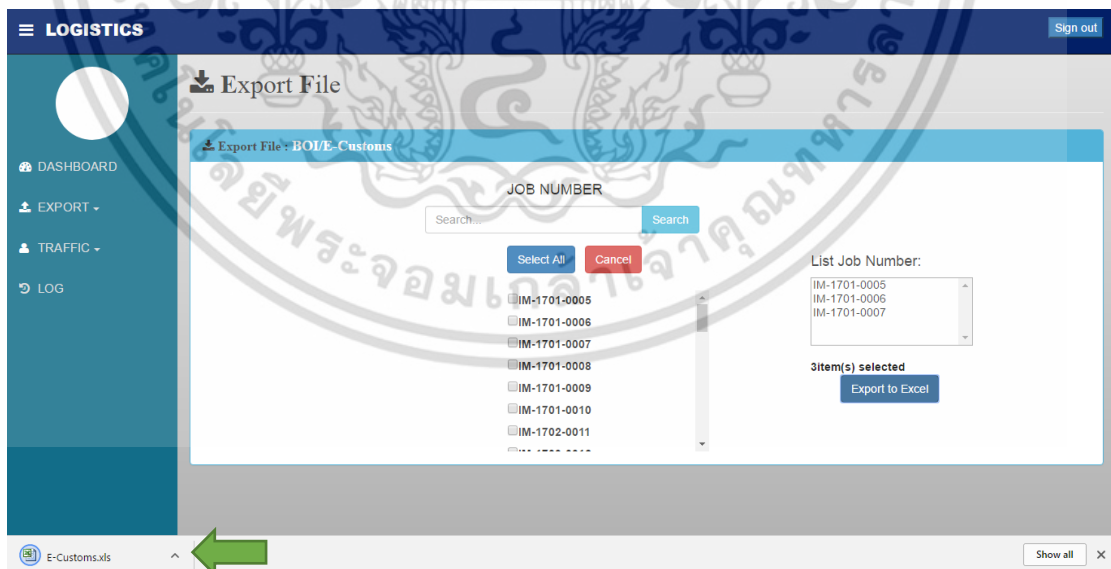 LOGISTICS
Sign out
Export File
Export File : BOI/E-Customs
DASHBOARD
EXPORT
TRAFFIC
LOG
JOB NUMBER
Search...
Search
Select All
Cancel
IM-1701-0005
IM-1701-0006
IM-1701-0007
IM-1701-0008
IM-1701-0009
IM-1701-0010
IM-1702-0011
List Job Number:
IM-1701-0005
IM-1701-0006
IM-1701-0007
3item(s) selected
Export to Excel
E-Customs.xls
Show all